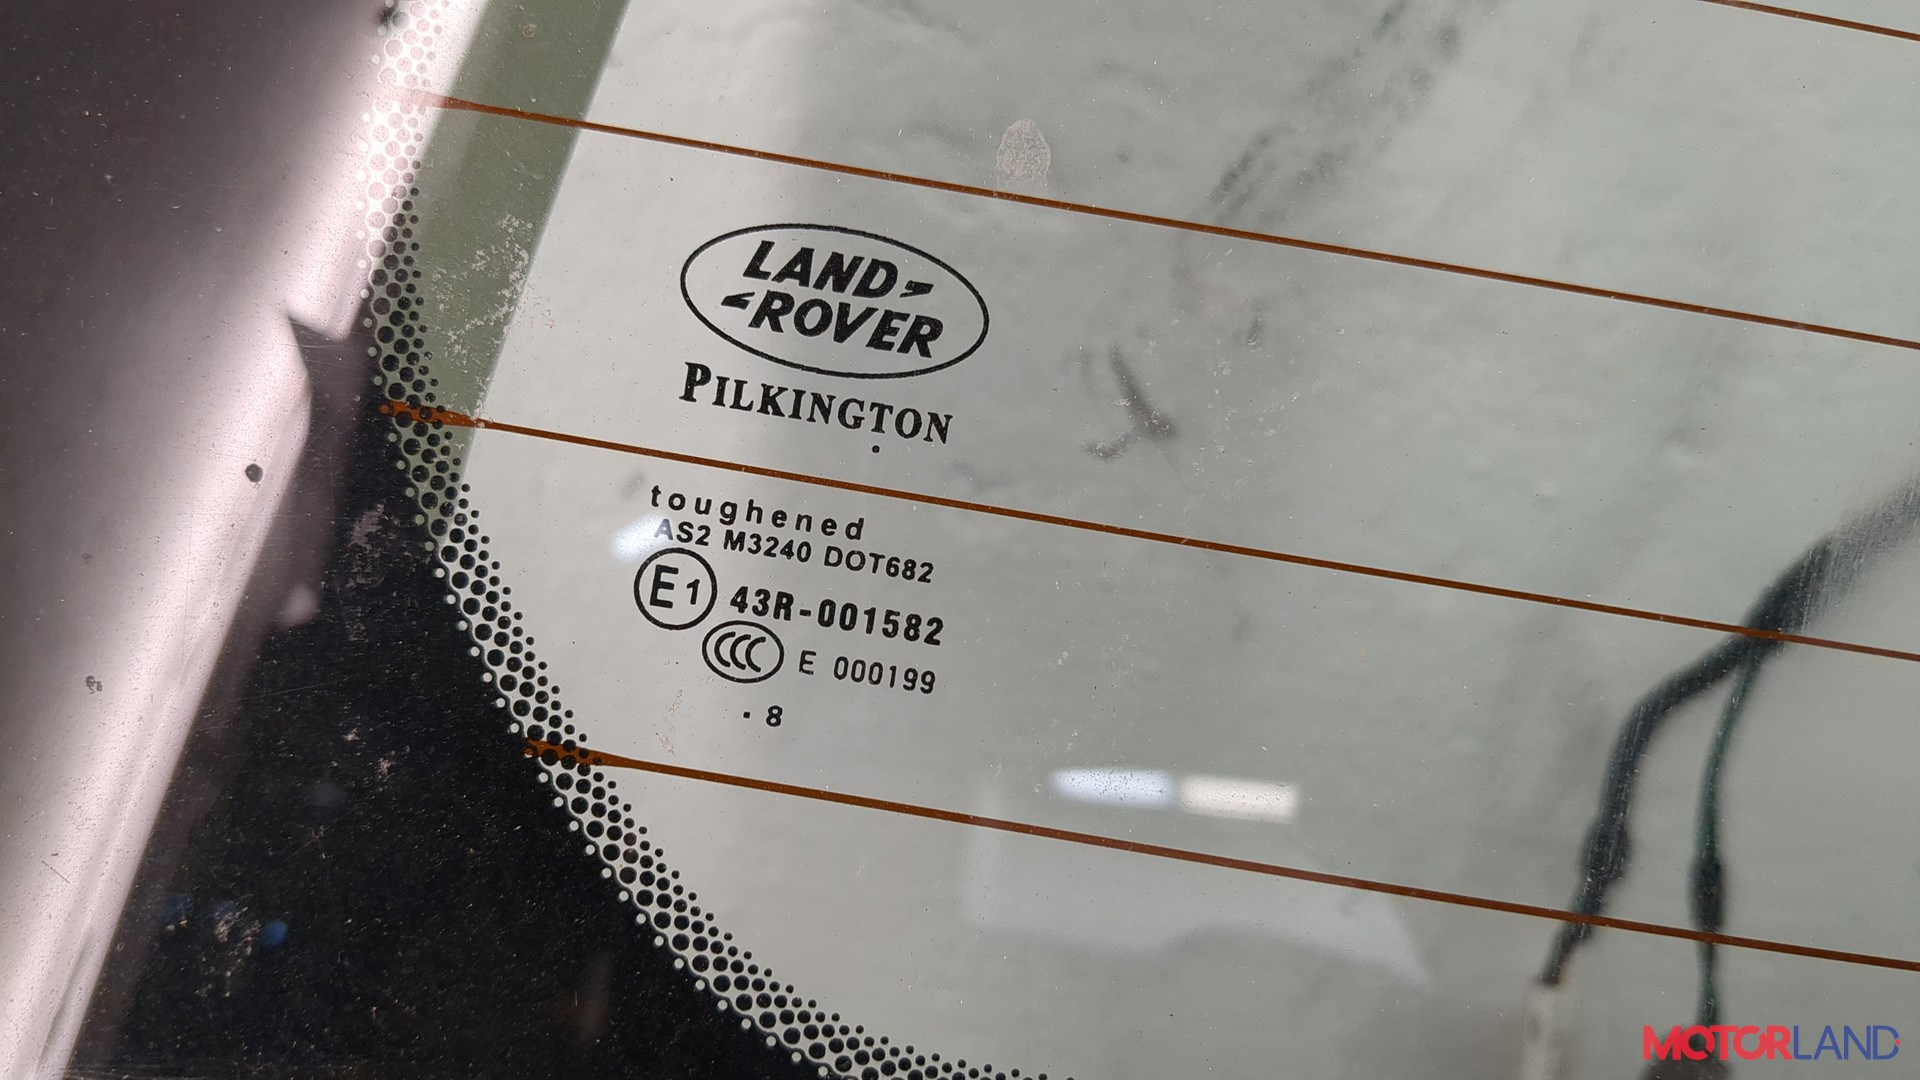 LAND
ROVER
PILKINGTON
toughened
AS2 M3240 DOT682
E1 43R-001582
CCC E 000199
. 8
MOTORLAND